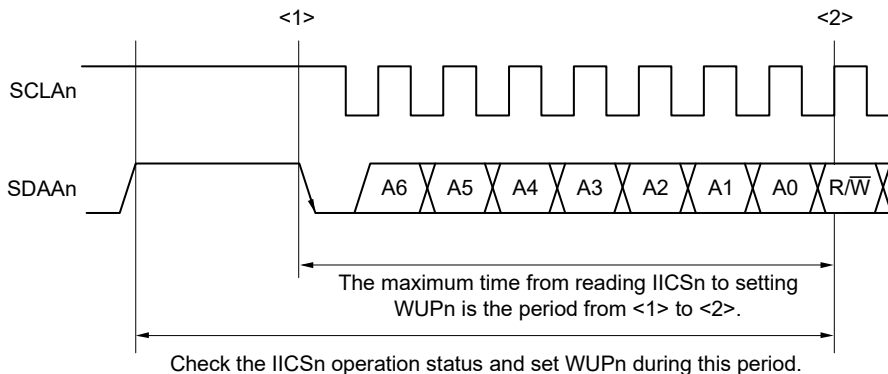 <1> <2>
SCLAn
SDAAn A6 A5 A4 A3 A2 A1 A0 R/W̅
The maximum time from reading IICSn to setting
WUPn is the period from <1> to <2>.
Check the IICSn operation status and set WUPn during this period.